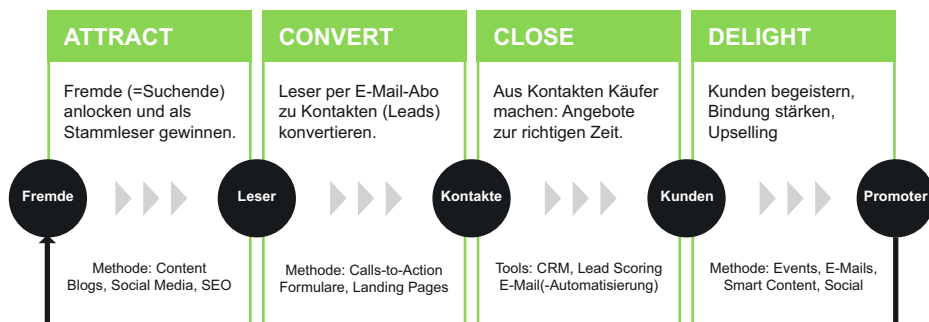 ATTRACT
Fremde (=Suchende)
anlocken und als
Stammleser gewinnen.
CONVERT
Leser per E-Mail-Abo
zu Kontakten (Leads)
konvertieren.
CLOSE
Aus Kontakten Käufer
machen: Angebote
zur richtigen Zeit.
DELIGHT
Kunden begeistern,
Bindung stärken,
Upselling
Fremde
Leser
Kontakte
Kunden
Promoter
Methode: Content
Blogs, Social Media, SEO
Methode: Calls-to-Action
Formulare, Landing Pages
Tools: CRM, Lead Scoring
E-Mail(-Automatisierung)
Methode: Events, E-Mails,
Smart Content, Social